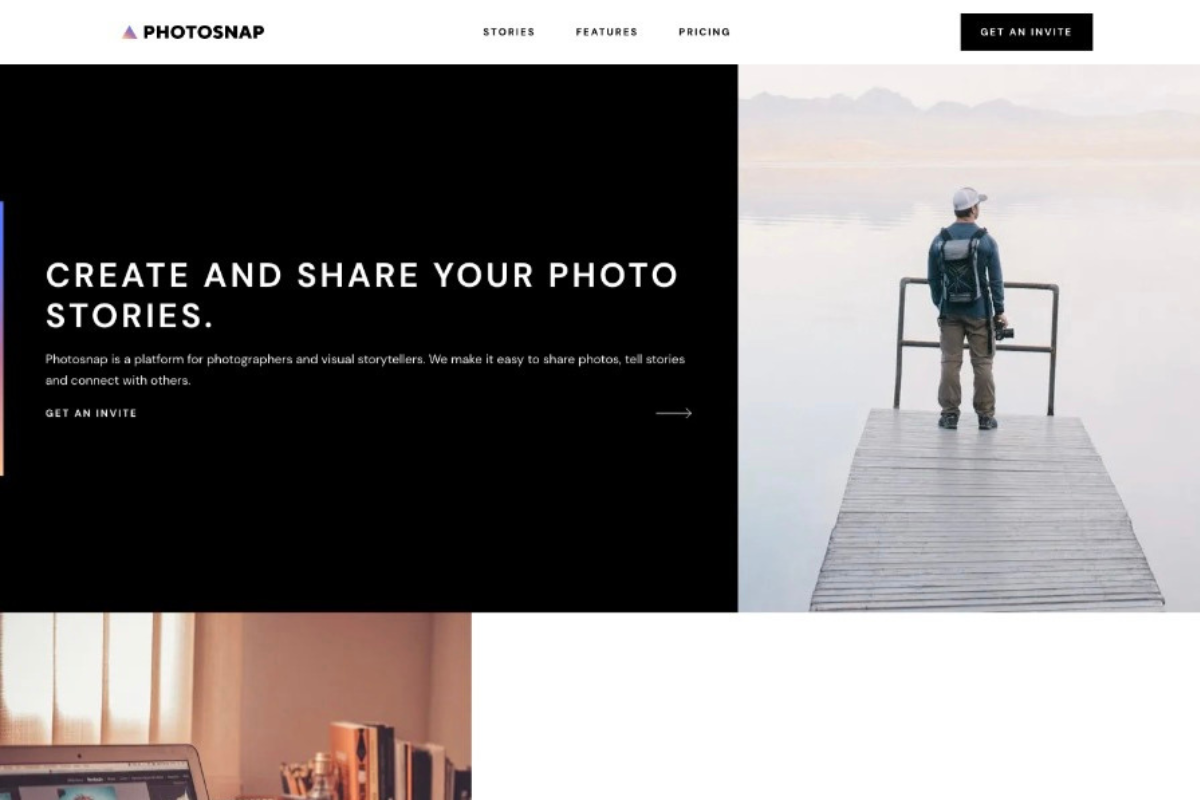 PHOTOSNAP
STORIES FEATURES PRICING
GET AN INVITE
CREATE AND SHARE YOUR PHOTO
STORIES.
Photosnap is a platform for photographers and visual storytellers. We make it easy to share photos, tell stories
and connect with others.
GET AN INVITE